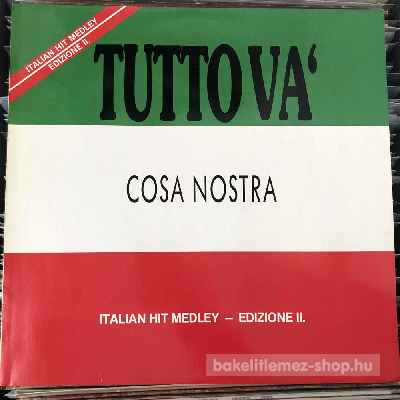 ITALIAN HIT MEDLEY
EDIZIONE II.
TUTTO VA'
COSA NOSTRA
ITALIAN HIT MEDLEY – EDIZIONE II.
bakelitlemez-shop.hu